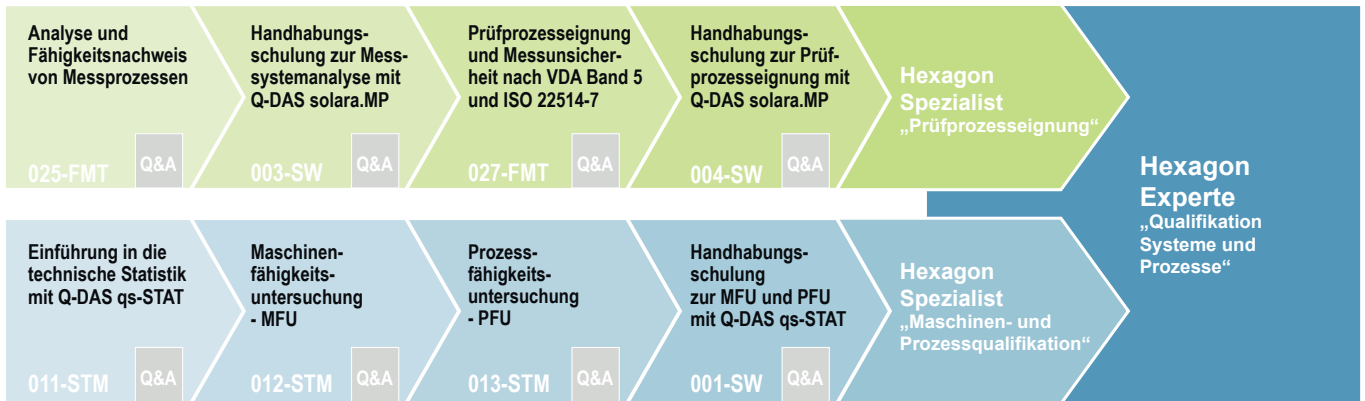 Analyse und
Fähigkeitsnachweis
von Messprozessen
025-FMT
Q&A
Handhabungs-
schulung zur Mess-
systemanalyse mit
Q-DAS solara.MP
003-SW
Q&A
Prüfprozesseignung
und Messunsicher-
heit nach VDA Band 5
und ISO 22514-7
027-FMT
Q&A
Handhabungs-
schulung zur Prüf-
prozesseignung mit
Q-DAS solara.MP
004-SW
Q&A
Hexagon
Spezialist
„Prüfprozesseignung“
Einführung in die
technische Statistik
mit Q-DAS qs-STAT
011-STM
Q&A
Maschinen-
fähigkeits-
untersuchung
- MFU
012-STM
Q&A
Prozess-
fähigkeits-
untersuchung
- PFU
013-STM
Q&A
Handhabungs-
schulung
zur MFU und PFU
mit Q-DAS qs-STAT
001-SW
Q&A
Hexagon
Spezialist
„Maschinen- und
Prozessqualifikation“
Hexagon
Experte
„Qualifikation
Systeme und
Prozesse“